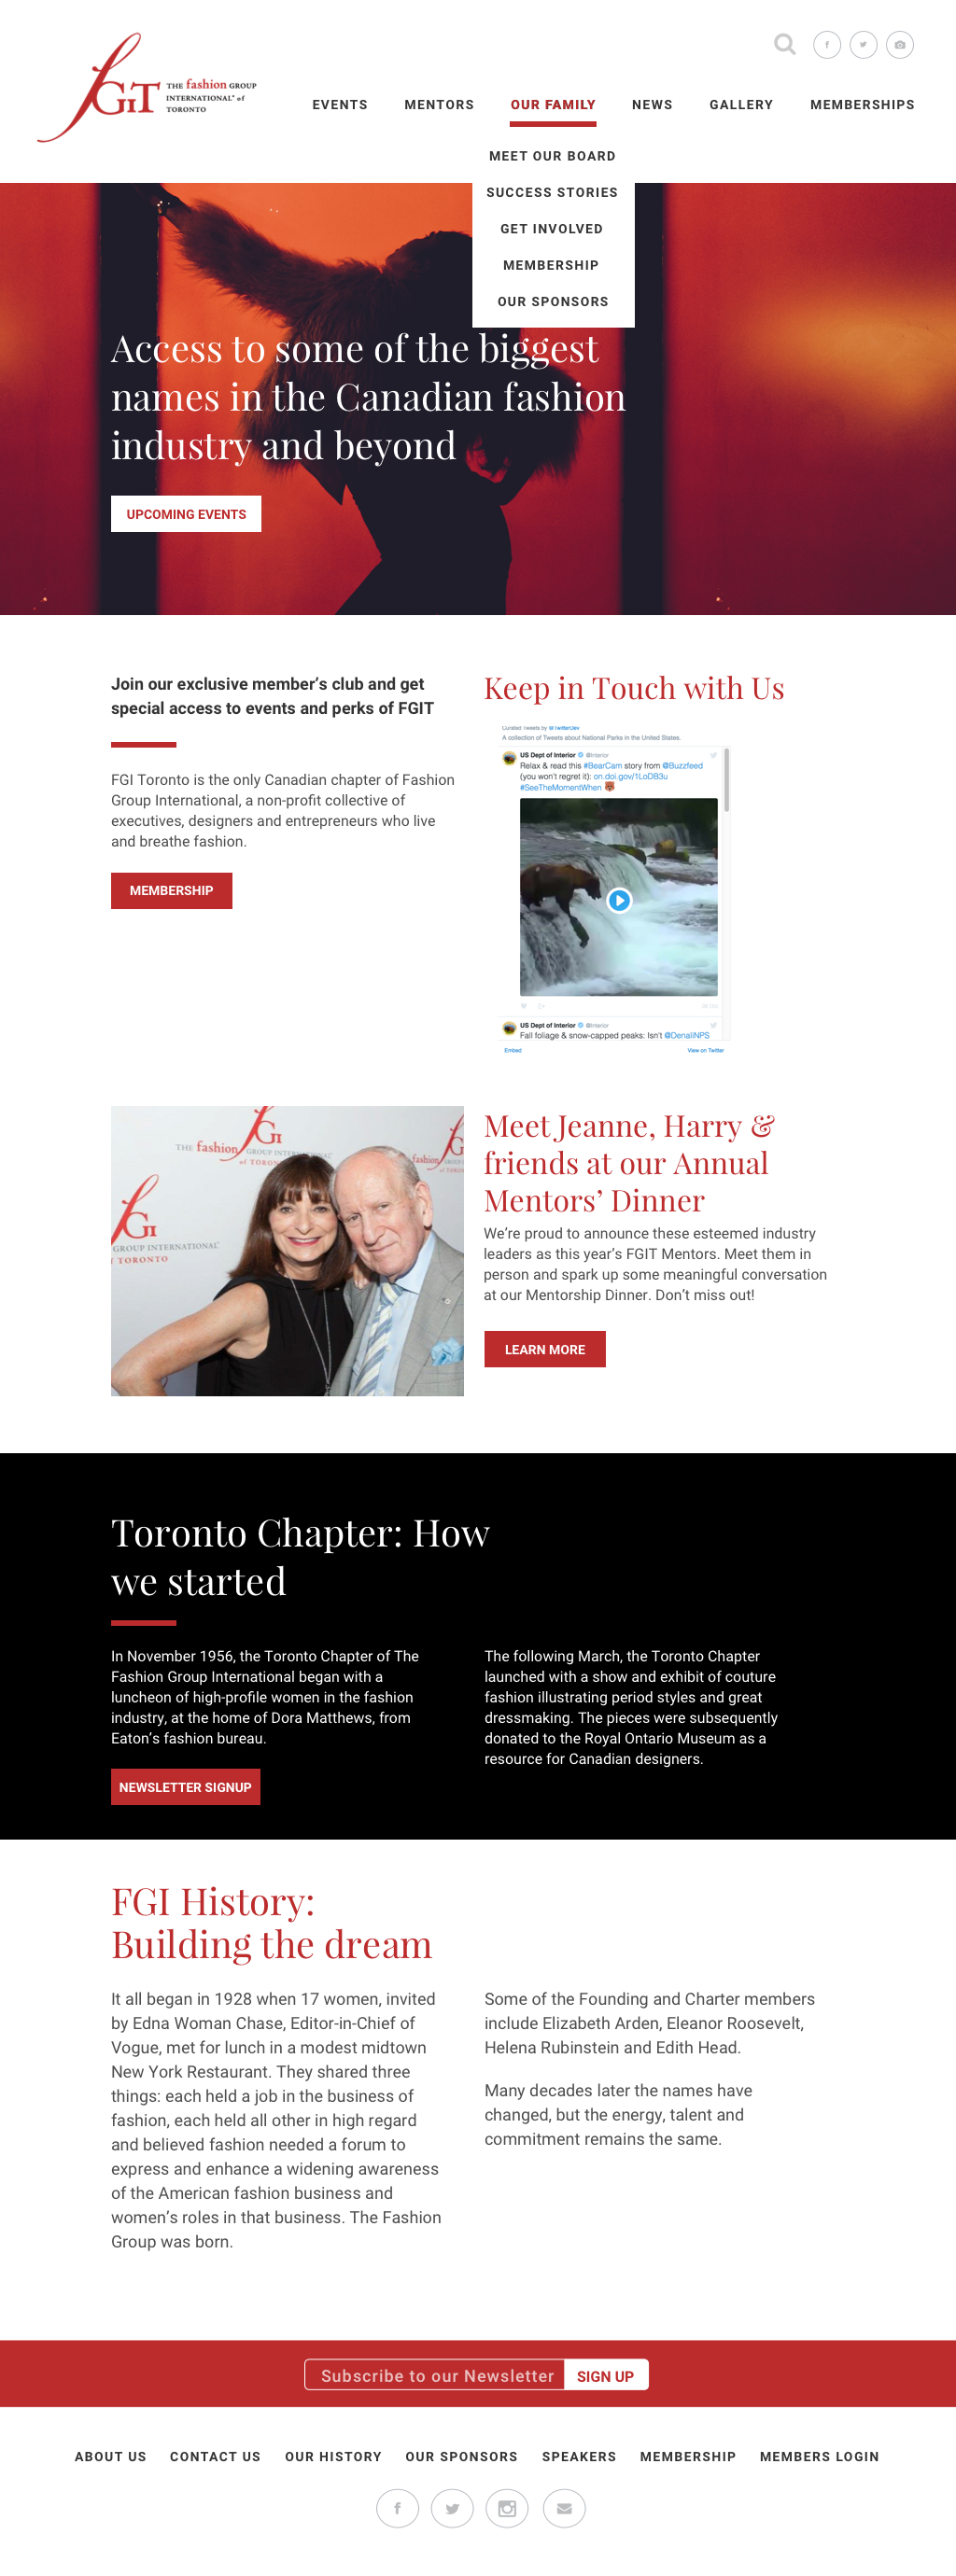 fGIT THE fashion GROUP
INTERNATIONAL® of
TORONTO
EVENTS MENTORS OUR FAMILY NEWS GALLERY MEMBERSHIPS
MEET OUR BOARD
SUCCESS STORIES
GET INVOLVED
MEMBERSHIP
OUR SPONSORS
Access to some of the biggest
names in the Canadian fashion
industry and beyond
UPCOMING EVENTS
Join our exclusive member’s club and get
special access to events and perks of FGIT
FGI Toronto is the only Canadian chapter of Fashion
Group International, a non-profit collective of
executives, designers and entrepreneurs who live
and breathe fashion.
MEMBERSHIP
Keep in Touch with Us
Curated Tweets by @TwitterDev
A collection of Tweets about National Parks in the United States.
US Dept of Interior @Interior
Relax & read this #BearCam story from @Buzzfeed
(you won't regret it): on.doi.gov/1LoDB3u
#SeeTheMomentWhen
US Dept of Interior @Interior
Fall foliage & snow-capped peaks: Isn't @DenaliNPS
Embed View on Twitter
THE fashion
of TORON
fGI
GROUP INTERNATIONAL
TORONTO
fashion
of TORONTO
Meet Jeanne, Harry &
friends at our Annual
Mentors’ Dinner
We’re proud to announce these esteemed industry
leaders as this year’s FGIT Mentors. Meet them in
person and spark up some meaningful conversation
at our Mentorship Dinner. Don’t miss out!
LEARN MORE
Toronto Chapter: How
we started
In November 1956, the Toronto Chapter of The
Fashion Group International began with a
luncheon of high-profile women in the fashion
industry, at the home of Dora Matthews, from
Eaton’s fashion bureau.
NEWSLETTER SIGNUP
The following March, the Toronto Chapter
launched with a show and exhibit of couture
fashion illustrating period styles and great
dressmaking. The pieces were subsequently
donated to the Royal Ontario Museum as a
resource for Canadian designers.
FGI History:
Building the dream
It all began in 1928 when 17 women, invited
by Edna Woman Chase, Editor-in-Chief of
Vogue, met for lunch in a modest midtown
New York Restaurant. They shared three
things: each held a job in the business of
fashion, each held all other in high regard
and believed fashion needed a forum to
express and enhance a widening awareness
of the American fashion business and
women’s roles in that business. The Fashion
Group was born.
Some of the Founding and Charter members
include Elizabeth Arden, Eleanor Roosevelt,
Helena Rubinstein and Edith Head.
Many decades later the names have
changed, but the energy, talent and
commitment remains the same.
Subscribe to our Newsletter SIGN UP
ABOUT US CONTACT US OUR HISTORY OUR SPONSORS SPEAKERS MEMBERSHIP MEMBERS LOGIN